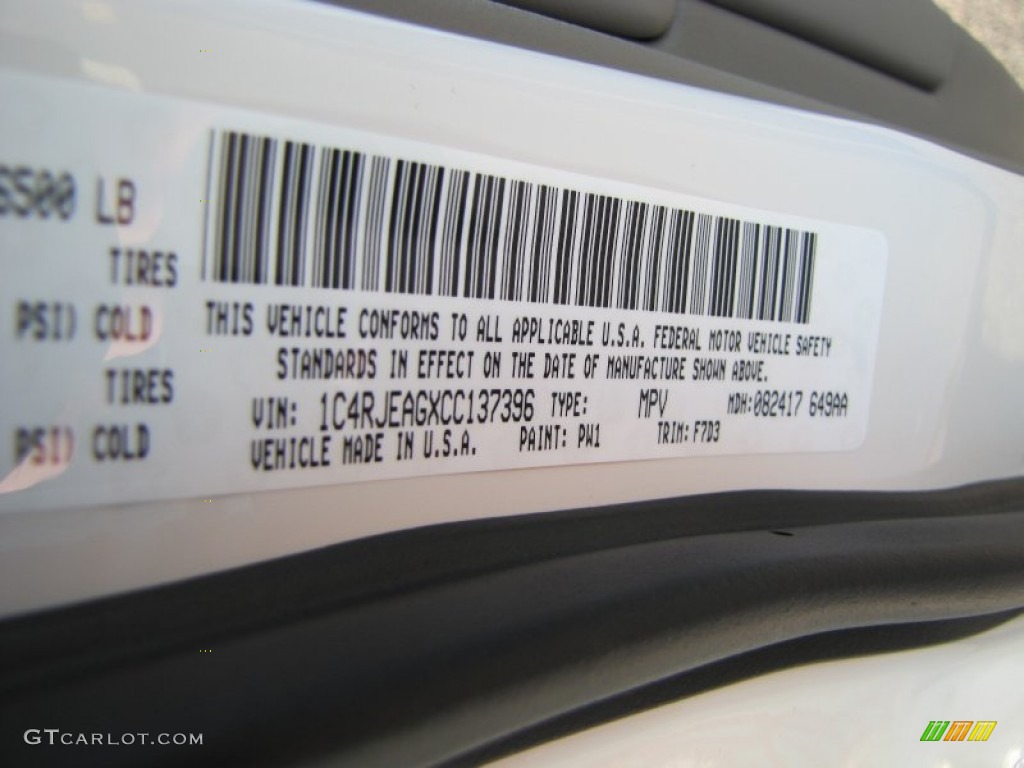 6500 LB
TIRES
PSI) COLD
TIRES
PSI) COLD
THIS VEHICLE CONFORMS TO ALL APPLICABLE U.S.A. FEDERAL MOTOR VEHICLE SAFETY
STANDARDS IN EFFECT ON THE DATE OF MANUFACTURE SHOWN ABOVE.
VIN: 1C4RJEAGXCC137396 TYPE: MPV MDH:082417 649AA
VEHICLE MADE IN U.S.A. PAINT: PW1 TRIM: F7D3
GTCARLOT.COM